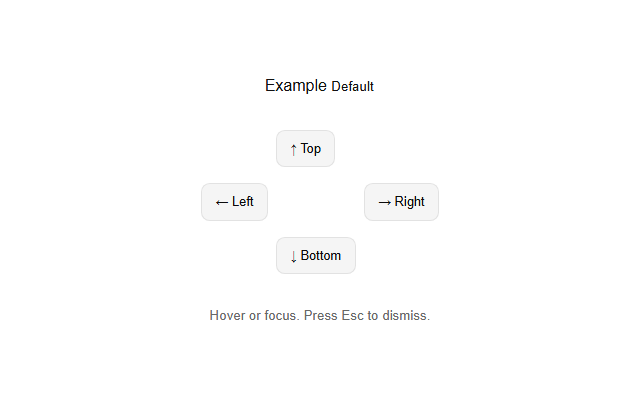 Example Default
↑ Top
← Left
→ Right
↓ Bottom
Hover or focus. Press Esc to dismiss.